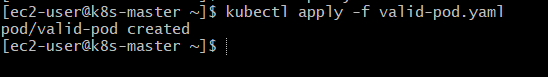 [ec2-user@k8s-master ~]$ kubectl apply -f valid-pod.yaml
pod/valid-pod created
[ec2-user@k8s-master ~]$